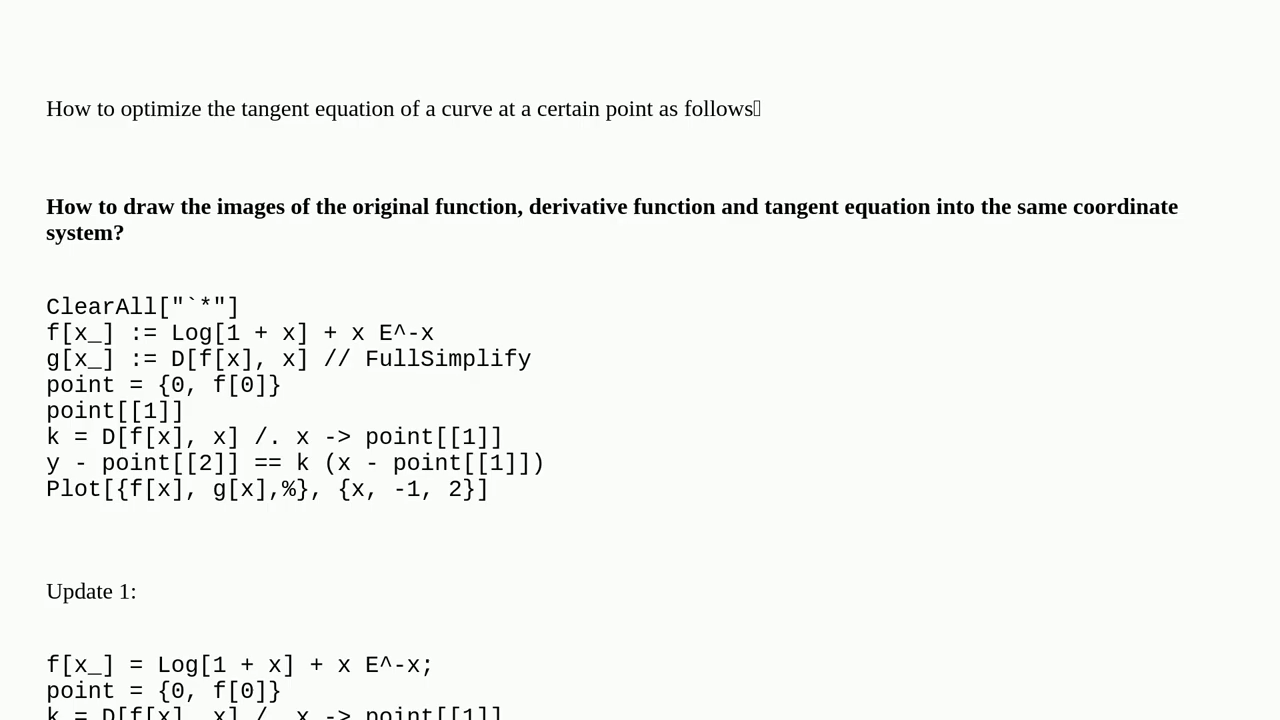 How to optimize the tangent equation of a curve at a certain point as follows
How to draw the images of the original function, derivative function and tangent equation into the same coordinate
system?
ClearAll["`*"]
f[x_] := Log[1 + x] + x E^-x
g[x_] := D[f[x], x] // FullSimplify
point = {0, f[0]}
point[[1]]
k = D[f[x], x] /. x -> point[[1]]
y - point[[2]] == k (x - point[[1]])
Plot[{f[x], g[x],%}, {x, -1, 2}]
Update 1:
f[x_] = Log[1 + x] + x E^-x;
point = {0, f[0]}
k = D[f[x], x] /. x -> point[[1]]